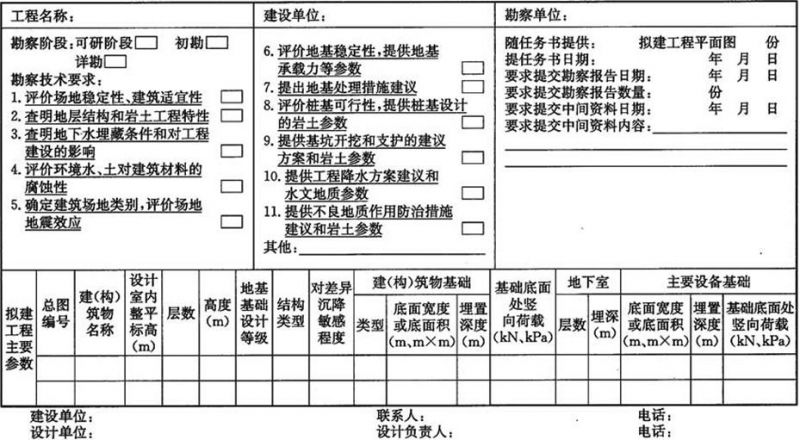 工程名称：
建设单位：
勘察单位：
勘察阶段：可研阶段 初勘
详勘
勘察技术要求：
1. 评价场地稳定性、建筑适宜性
2. 查明地层结构和岩土工程特性
3. 查明地下水埋藏条件和对工程
建设的影响
4. 评价环境水、土对建筑材料的
腐蚀性
5. 确定建筑场地类别，评价场地
地震效应
6. 评价地基稳定性，提供地基
承载力等参数
7. 提出地基处理措施建议
8. 评价桩基可行性，提供桩基设计
的岩土参数
9. 提供基坑开挖和支护的建议
方案和岩土参数
10. 提供工程降水方案建议和
水文地质参数
11. 提供不良地质作用防治措施
建议和岩土参数
其他：
随任务书提供： 拟建工程平面图 份
提任务书日期： 年 月 日
要求提交勘察报告日期： 年 月 日
要求提交勘察报告数量： 份
要求提交中间资料日期： 年 月 日
要求提交中间资料内容：
拟建
工程
主要
参数
总图
编号
建(构)
筑物
名称
设计
室内
整平
标高
(m)
层数
高度
(m)
地基
基础
设计
等级
结构
类型
对差异
沉降
敏感
程度
建(构)筑物基础
类型
底面宽度
或底面积
(m,m×m)
埋置
深度
(m)
基础底面
处竖
向荷载
(kN、kPa)
地下室
层数
埋深
(m)
主要设备基础
底面宽度
或底面积
(m、m×m)
埋置
深度
(m)
基础底面处
竖向荷载
(kN、kPa)
建设单位： 联系人： 电话：
设计单位： 设计负责人： 电话：